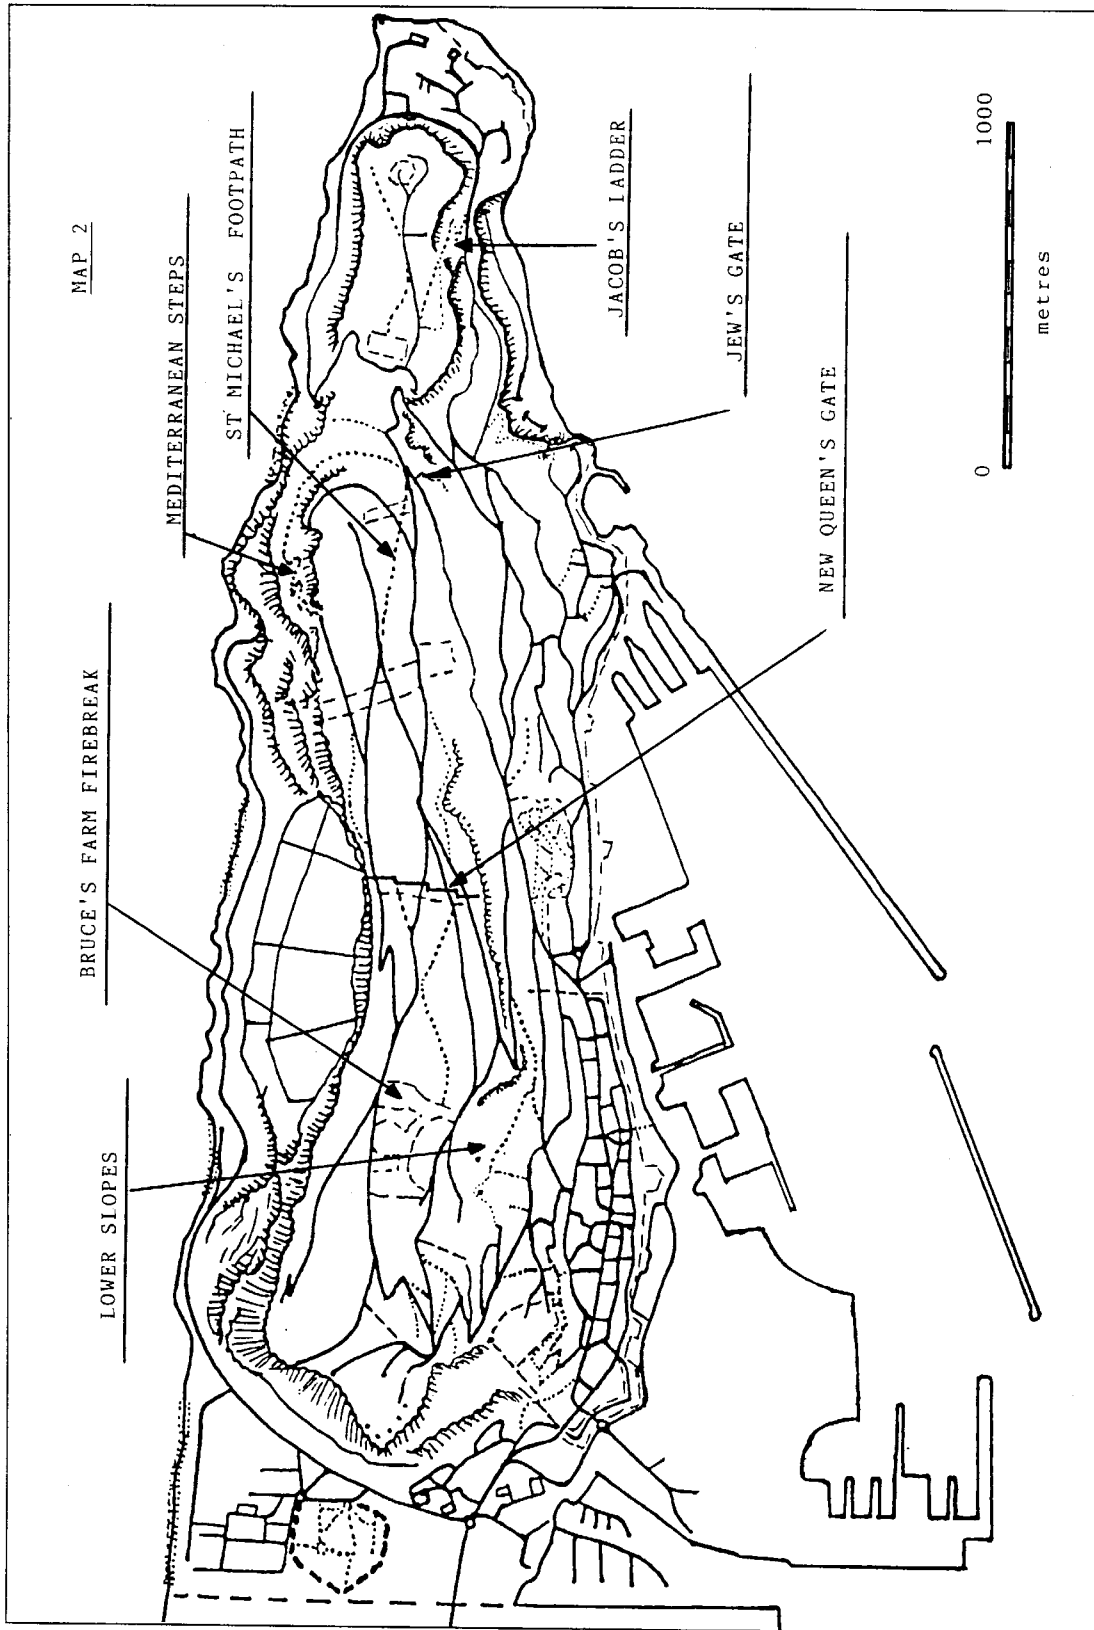 MAP 2
MEDITERRANEAN STEPS
ST MICHAEL'S FOOTPATH
JACOB'S LADDER
JEW'S GATE
NEW QUEEN'S GATE
BRUCE'S FARM FIREBREAK
LOWER SLOPES
0 1000
metres